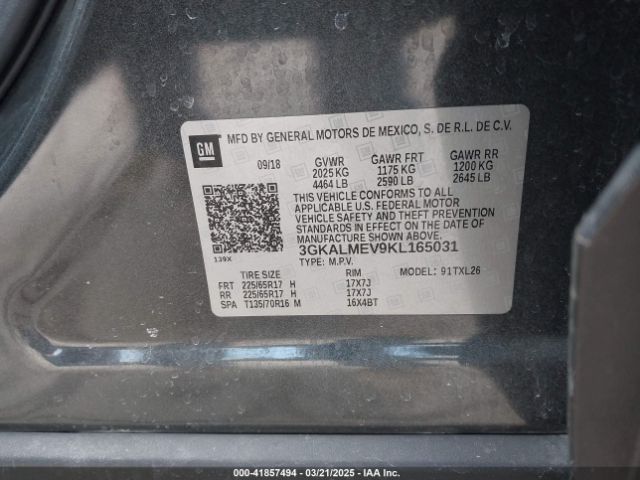 GM MFD BY GENERAL MOTORS DE MEXICO, S. DE R.L. DE C.V.
09/18 GVWR GAWR FRT GAWR RR
2025 KG 1175 KG 1200 KG
4464 LB 2590 LB 2645 LB
THIS VEHICLE CONFORMS TO ALL
APPLICABLE U.S. FEDERAL MOTOR
VEHICLE SAFETY AND THEFT PREVENTION
STANDARDS IN EFFECT ON THE DATE OF
MANUFACTURE SHOWN ABOVE.
139X 3GKALMEV9KL165031
TYPE: M.P.V. MODEL: 91TXL26
TIRE SIZE RIM
FRT 225/65R17 H 17X7J
RR 225/65R17 H 17X7J
SPA T135/70R16 M 16X4BT
000-41857494 - 03/21/2025 - IAA Inc.